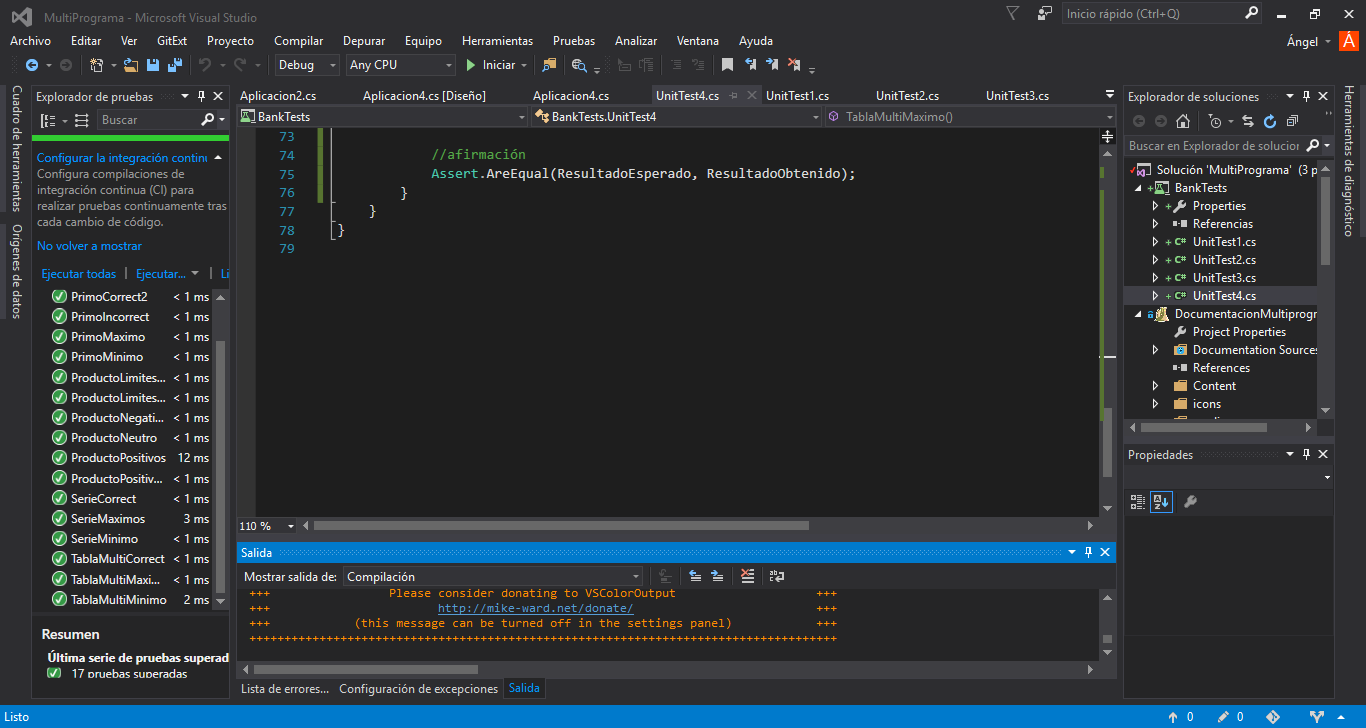 MultiPrograma - Microsoft Visual Studio
Inicio rápido (Ctrl+Q)
Archivo Editar Ver GitExt Proyecto Compilar Depurar Equipo Herramientas Pruebas Analizar Ventana Ayuda
Ángel
Á
Debug
Any CPU
Iniciar
Cuadro de herramientas
Orígenes de datos
Explorador de pruebas
Buscar
Configurar la integración continu
Configura compilaciones de
integración continua (CI) para
realizar pruebas continuamente tras
cada cambio de código.
No volver a mostrar
Ejecutar todas | Ejecutar... | Li
PrimoCorrect2 < 1 ms
PrimoIncorrect < 1 ms
PrimoMaximo < 1 ms
PrimoMinimo < 1 ms
ProductoLimites... < 1 ms
ProductoLimites... < 1 ms
ProductoNegati... < 1 ms
ProductoNeutro < 1 ms
ProductoPositivos 12 ms
ProductoPositiv... < 1 ms
SerieCorrect < 1 ms
SerieMaximos 3 ms
SerieMinimo < 1 ms
TablaMultiCorrect < 1 ms
TablaMultiMaxi... < 1 ms
TablaMultiMinimo 2 ms
Resumen
Última serie de pruebas superad
17 pruebas superadas
Aplicacion2.cs Aplicacion4.cs [Diseño] Aplicacion4.cs UnitTest4.cs UnitTest1.cs UnitTest2.cs UnitTest3.cs
BankTests
BankTests.UnitTest4
TablaMultiMaximo()
73
74 //afirmación
75 Assert.AreEqual(ResultadoEsperado, ResultadoObtenido);
76 }
77 }
78 }
79
110 %
Salida
Mostrar salida de: Compilación
+++ Please consider donating to VSColorOutput +++
+++ http://mike-ward.net/donate/ +++
+++ (this message can be turned off in the settings panel) +++
++++++++++++++++++++++++++++++++++++++++++++++++++++++++++++++++++++++++++++++++++++
Lista de errores... Configuración de excepciones Salida
Explorador de soluciones
Buscar en Explorador de solucion
Solución 'MultiPrograma' (3 p
BankTests
Properties
Referencias
UnitTest1.cs
UnitTest2.cs
UnitTest3.cs
UnitTest4.cs
DocumentacionMultiprogr
Project Properties
Documentation Sources
References
Content
icons
Propiedades
Herramientas de diagnóstico
Listo
0
0